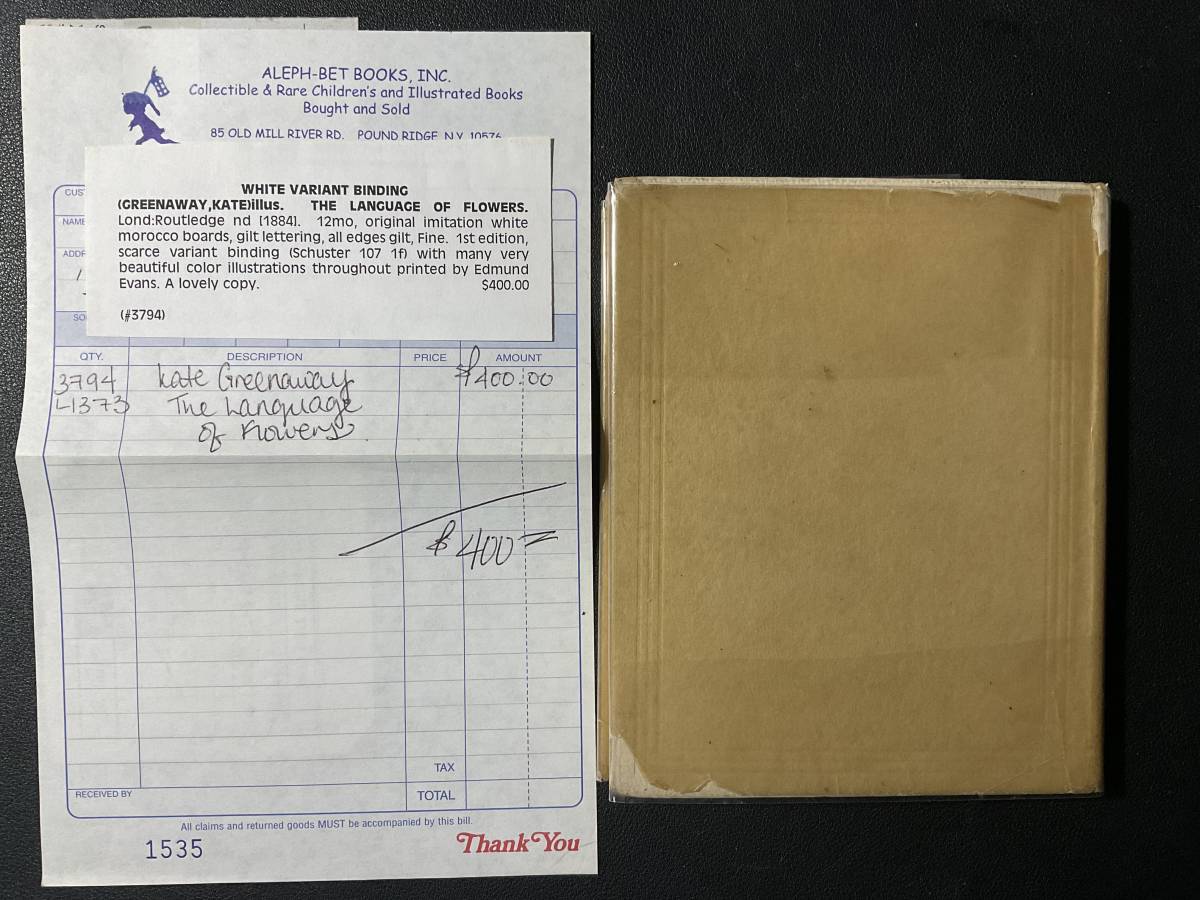 ALEPH-BET BOOKS, INC.
Collectible & Rare Children's and Illustrated Books
Bought and Sold
85 OLD MILL RIVER RD. POUND RIDGE N.Y. 10576
CUS
NAME
ADDR
SO
WHITE VARIANT BINDING
(GREENAWAY,KATE)illus. THE LANGUAGE OF FLOWERS.
Lond:Routledge nd [1884]. 12mo, original imitation white
morocco boards, gilt lettering, all edges gilt, Fine. 1st edition,
scarce variant binding (Schuster 107 1f) with many very
beautiful color illustrations throughout printed by Edmund
Evans. A lovely copy. $400.00
(#3794)
QTY. DESCRIPTION PRICE AMOUNT
3794 Kate Greenaway $400.00
L1373 The Language
of Flowers
$400=
TAX
RECEIVED BY TOTAL
All claims and returned goods MUST be accompanied by this bill.
1535 Thank You